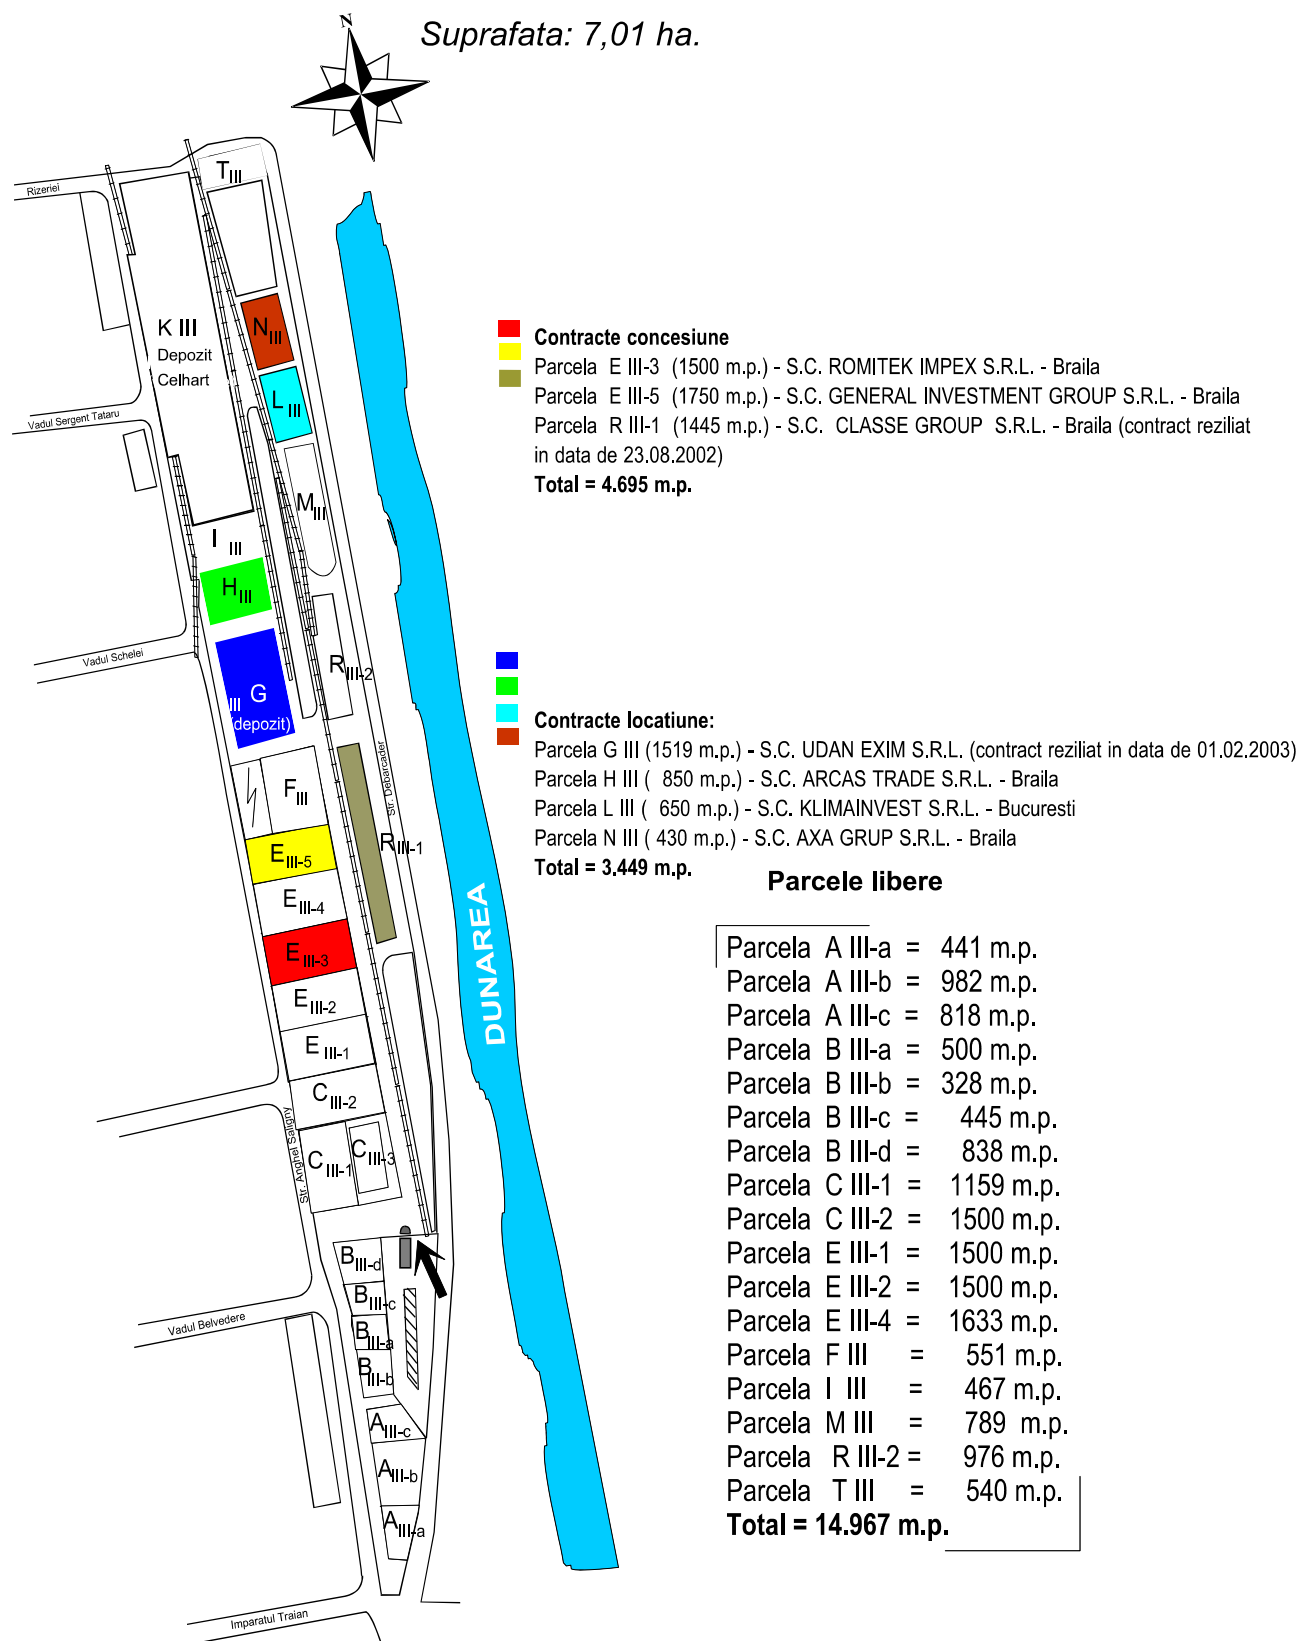 N
Suprafata: 7,01 ha.
T III
Rizeriei
K III
Depozit
Celhart
N III
L III
Vadul Sergent Tataru
M III
I III
H III
Vadul Schelei
R III-2
III G
(depozit)
Str. Debarcader
F III
R III-1
E III-5
E III-4
E III-3
E III-2
E III-1
C III-2
Str. Anghel Saligny
C III-1
C III-3
B III-d
B III-c
Vadul Belvedere
B III-a
B III-b
A III-c
A III-b
A III-a
Imparatul Traian
DUNAREA
Contracte concesiune
Parcela E III-3 (1500 m.p.) - S.C. ROMITEK IMPEX S.R.L. - Braila
Parcela E III-5 (1750 m.p.) - S.C. GENERAL INVESTMENT GROUP S.R.L. - Braila
Parcela R III-1 (1445 m.p.) - S.C. CLASSE GROUP S.R.L. - Braila (contract reziliat
in data de 23.08.2002)
Total = 4.695 m.p.
Contracte locatiune:
Parcela G III (1519 m.p.) - S.C. UDAN EXIM S.R.L. (contract reziliat in data de 01.02.2003)
Parcela H III ( 850 m.p.) - S.C. ARCAS TRADE S.R.L. - Braila
Parcela L III ( 650 m.p.) - S.C. KLIMAINVEST S.R.L. - Bucuresti
Parcela N III ( 430 m.p.) - S.C. AXA GRUP S.R.L. - Braila
Total = 3.449 m.p.
Parcele libere
Parcela A III-a = 441 m.p.
Parcela A III-b = 982 m.p.
Parcela A III-c = 818 m.p.
Parcela B III-a = 500 m.p.
Parcela B III-b = 328 m.p.
Parcela B III-c = 445 m.p.
Parcela B III-d = 838 m.p.
Parcela C III-1 = 1159 m.p.
Parcela C III-2 = 1500 m.p.
Parcela E III-1 = 1500 m.p.
Parcela E III-2 = 1500 m.p.
Parcela E III-4 = 1633 m.p.
Parcela F III = 551 m.p.
Parcela I III = 467 m.p.
Parcela M III = 789 m.p.
Parcela R III-2 = 976 m.p.
Parcela T III = 540 m.p.
Total = 14.967 m.p.